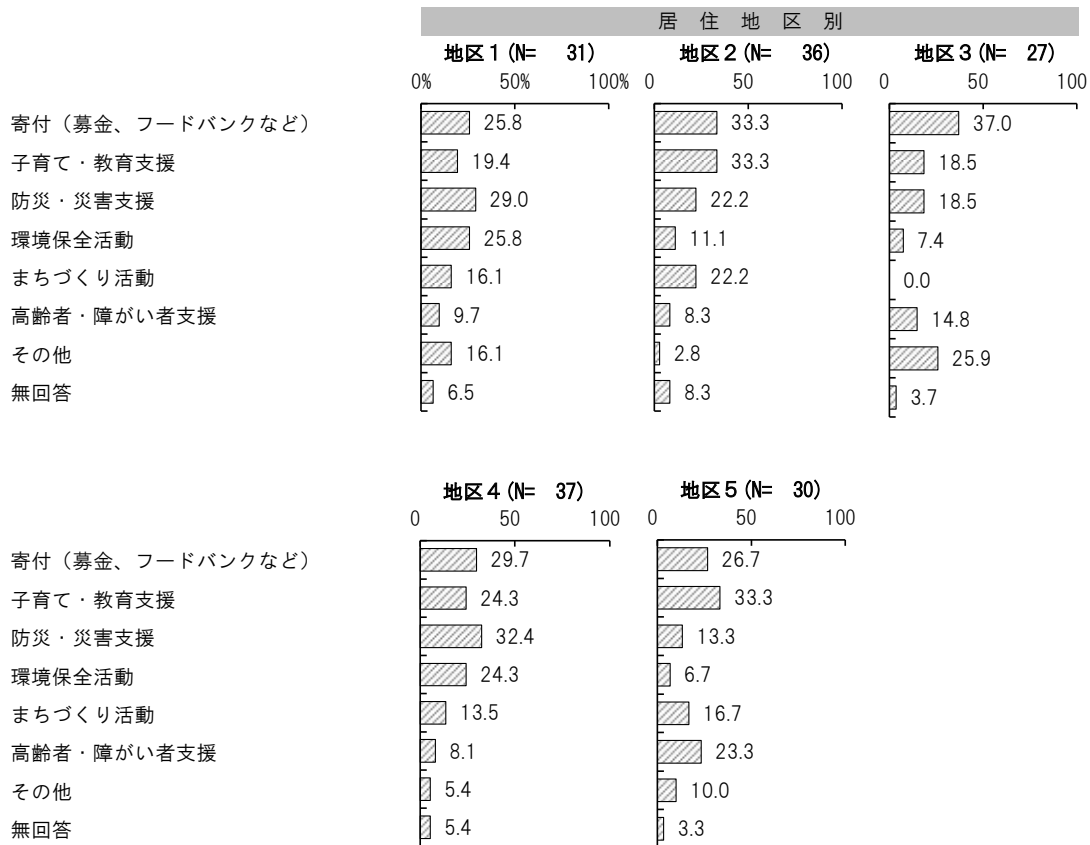 居 住 地 区 別
地区1 (N= 31) 地区2 (N= 36) 地区3 (N= 27)
0% 50% 100% 0 50 100 0 50 100
寄付（募金、フードバンクなど） 25.8 33.3 37.0
子育て・教育支援 19.4 33.3 18.5
防災・災害支援 29.0 22.2 18.5
環境保全活動 25.8 11.1 7.4
まちづくり活動 16.1 22.2 0.0
高齢者・障がい者支援 9.7 8.3 14.8
その他 16.1 2.8 25.9
無回答 6.5 8.3 3.7
地区4 (N= 37) 地区5 (N= 30)
0 50 100 0 50 100
寄付（募金、フードバンクなど） 29.7 26.7
子育て・教育支援 24.3 33.3
防災・災害支援 32.4 13.3
環境保全活動 24.3 6.7
まちづくり活動 13.5 16.7
高齢者・障がい者支援 8.1 23.3
その他 5.4 10.0
無回答 5.4 3.3